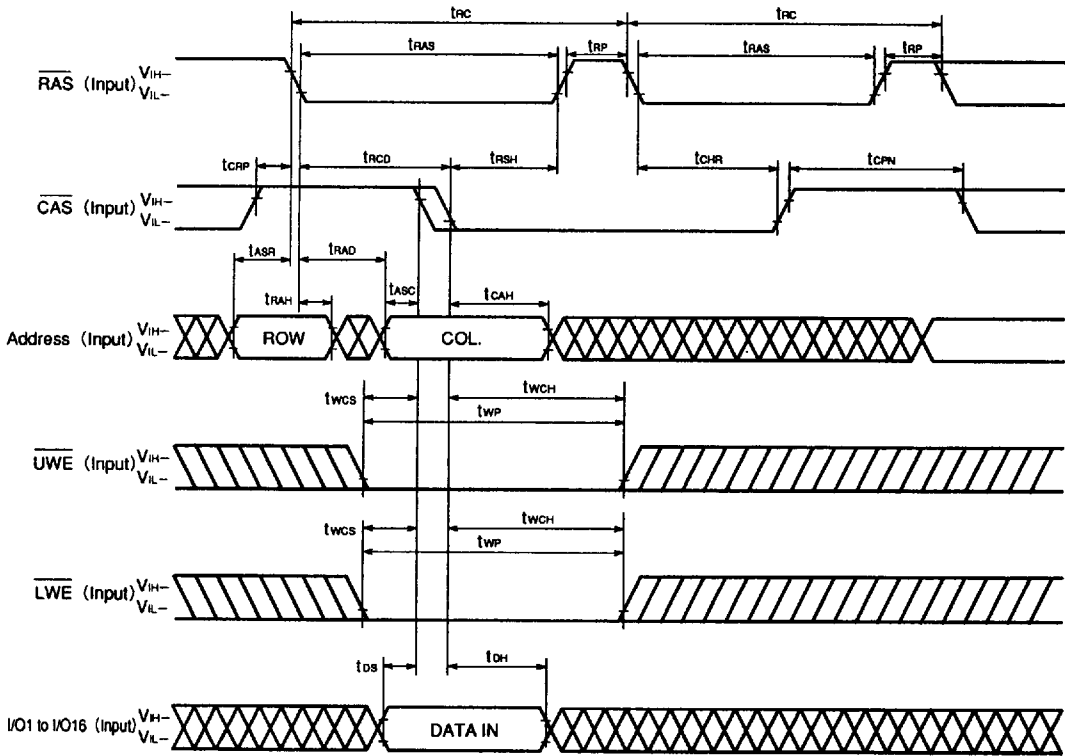 tRC tRC
tRAS tRP tRAS tRP
RAS (Input) VIH–
VIL–
tCRP tRCD tRSH tCHR tCPN
CAS (Input) VIH–
VIL–
tASR tRAD
tRAH tASC tCAH
Address (Input) VIH–
VIL–
ROW COL.
tWCS tWCH
tWP
UWE (Input) VIH–
VIL–
tWCS tWCH
tWP
LWE (Input) VIH–
VIL–
tDS tDH
I/O1 to I/O16 (Input) VIH–
VIL–
DATA IN